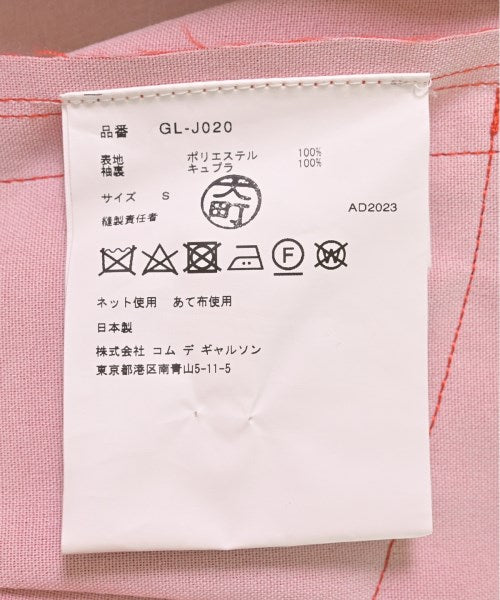 品番 GL-J020
表地 ポリエステル 100%
袖裏 キュプラ 100%
サイズ S
大町
AD2023
縫製責任者
F W
ネット使用 あて布使用
日本製
株式会社 コム デ ギャルソン
東京都港区南青山5-11-5